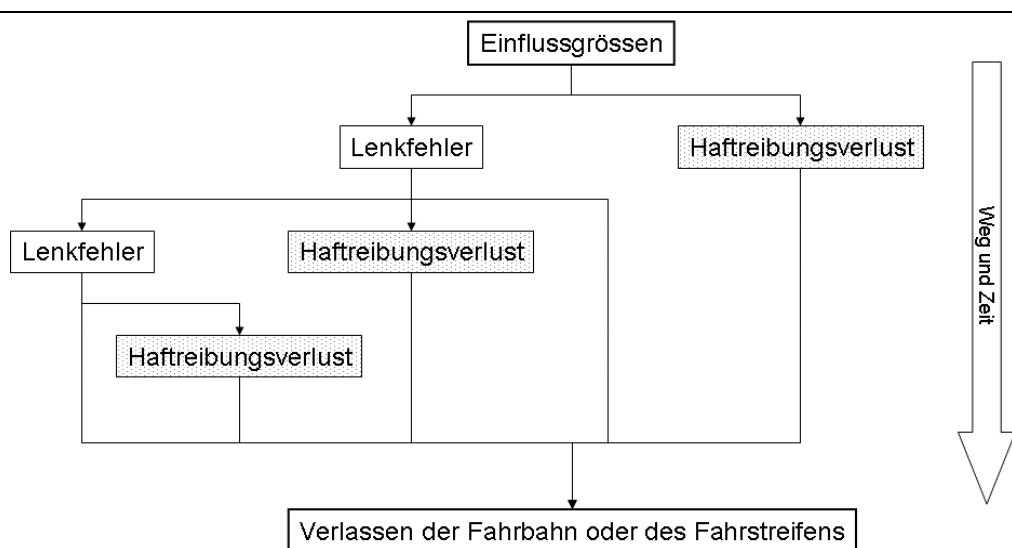 Einflussgrössen
Lenkfehler
Haftreibungsverlust
Lenkfehler
Haftreibungsverlust
Haftreibungsverlust
Weg und Zeit
Verlassen der Fahrbahn oder des Fahrstreifens